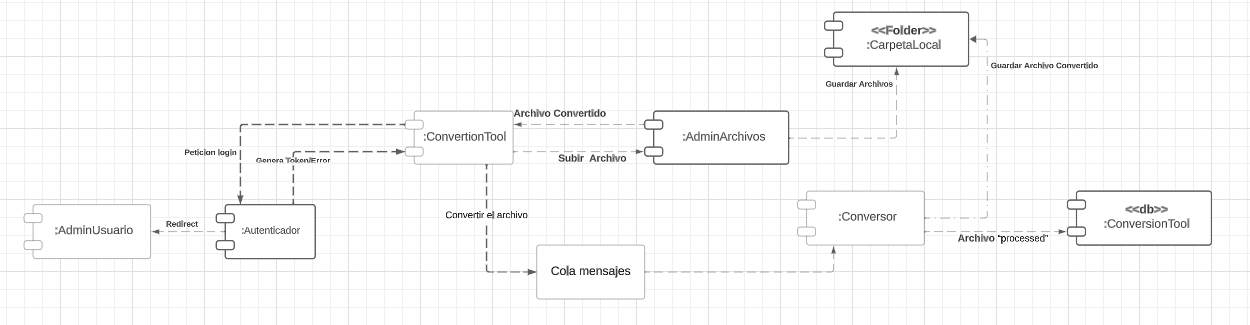 <<Folder>>
:CarpetaLocal
Guardar Archivo Convertido
Guardar Archivos
Archivo Convertido
:ConvertionTool
:AdminArchivos
Peticion login
Genera Token/Error
Subir Archivo
Convertir el archivo
:AdminUsuario
Redirect
:Autenticador
:Conversor
<<db>>
:ConversionTool
Archivo "processed"
Cola mensajes